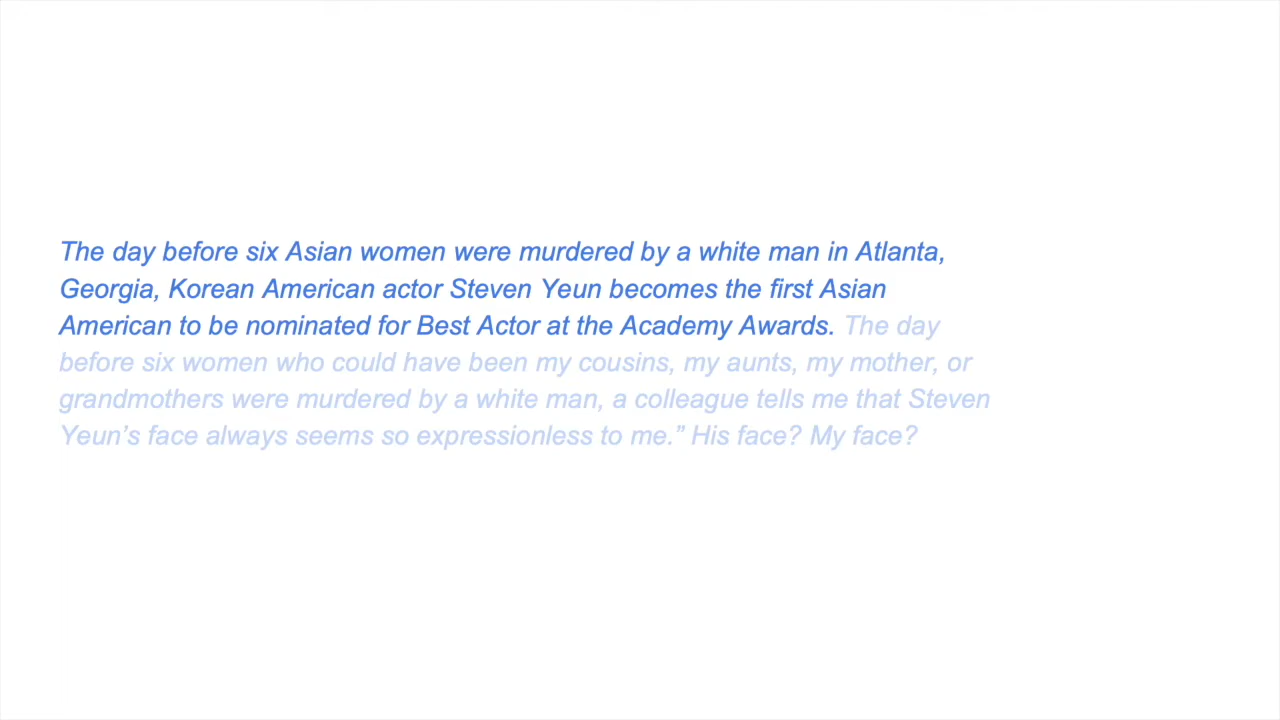 The day before six Asian women were murdered by a white man in Atlanta,
Georgia, Korean American actor Steven Yeun becomes the first Asian
American to be nominated for Best Actor at the Academy Awards. The day
before six women who could have been my cousins, my aunts, my mother, or
grandmothers were murdered by a white man, a colleague tells me that Steven
Yeun’s face always seems so expressionless to me.” His face? My face?